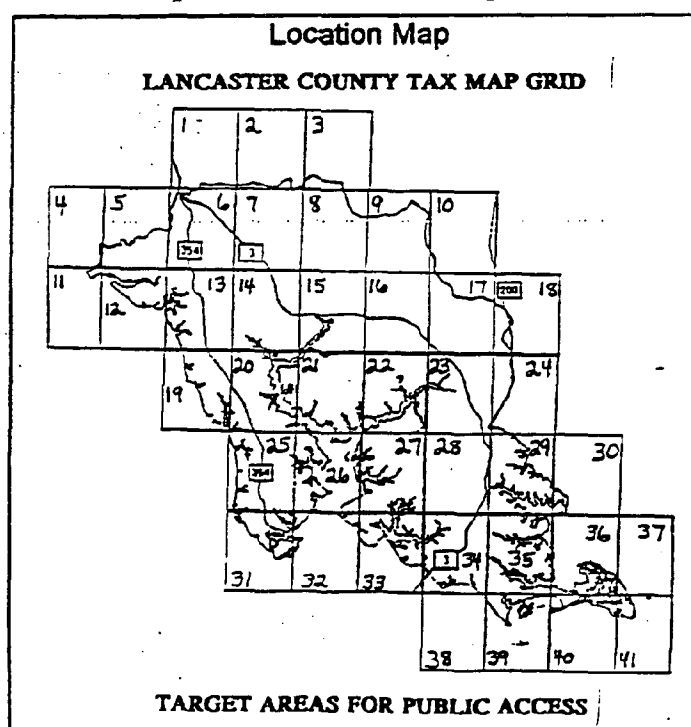 Location Map
LANCASTER COUNTY TAX MAP GRID
1 2 3
4 5 6 7 8 9 10
354 3
11 12 13 14 15 16 17 200 18
19 20 21 22 23 24
25 26 27 28 29 30
354
31 32 33 3 34 35 36 37
38 39 40 41
TARGET AREAS FOR PUBLIC ACCESS